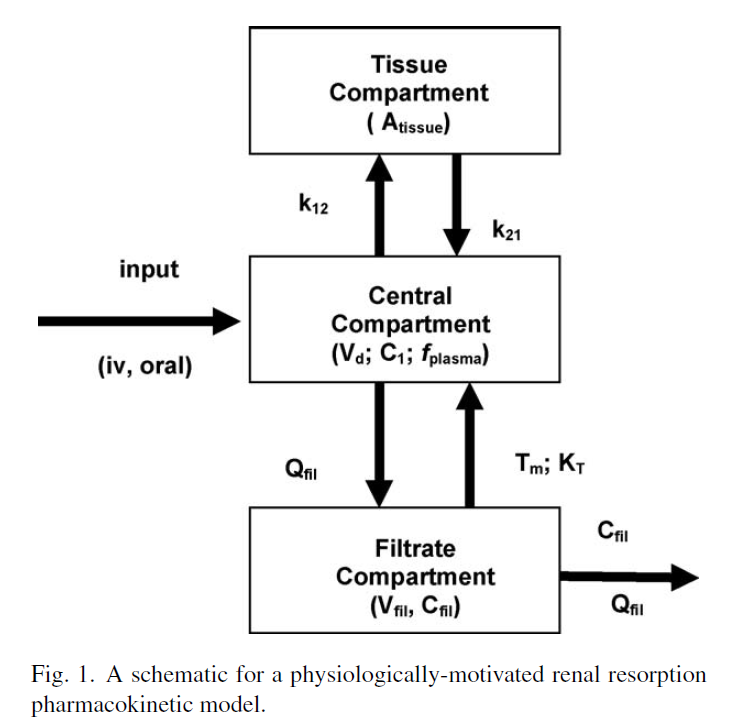 Tissue
Compartment
( Atissue)
k12
k21
input
(iv, oral)
Central
Compartment
(Vd; C1; fplasma)
Qfil
Tm; KT
Filtrate
Compartment
(Vfil, Cfil)
Cfil
Qfil
Fig. 1. A schematic for a physiologically-motivated renal resorption
pharmacokinetic model.